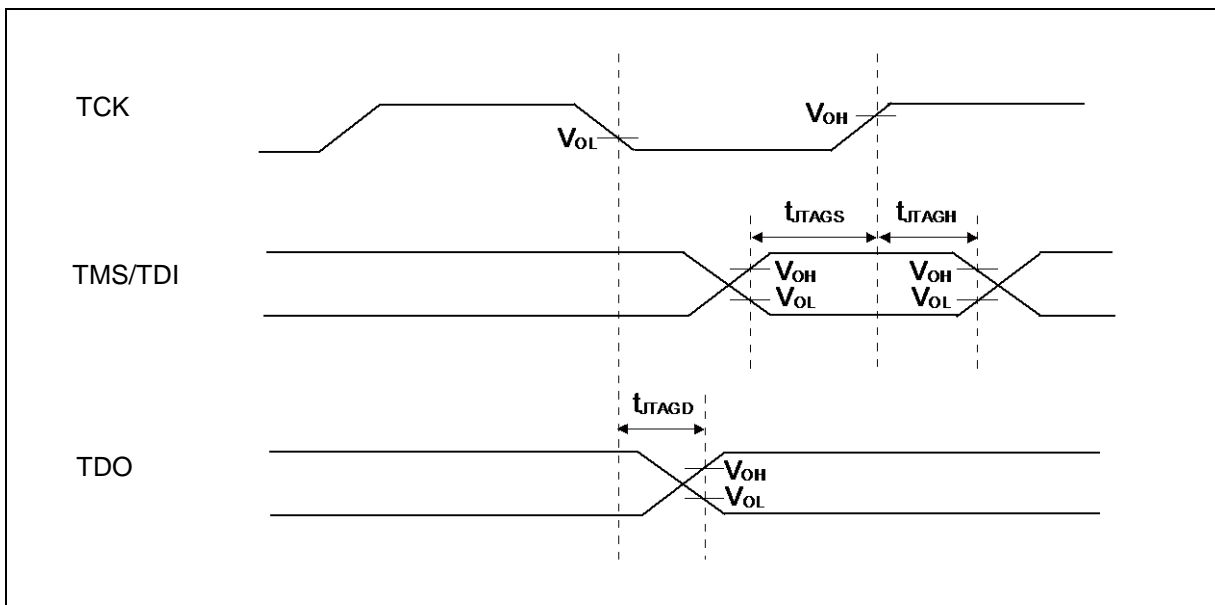 TCK
VOL
VOH
tJTAGS
tJTAGH
TMS/TDI
VOH
VOL
VOH
VOL
tJTAGD
TDO
VOH
VOL